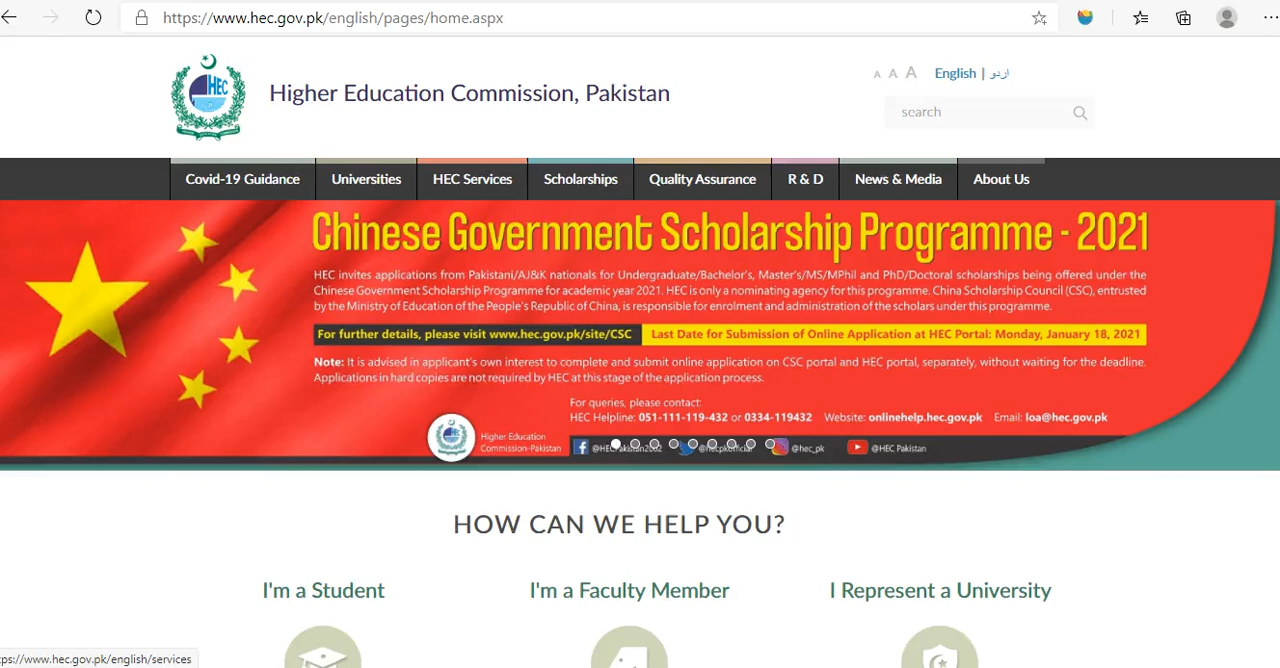 https://www.hec.gov.pk/english/pages/home.aspx
HEC
Higher Education Commission, Pakistan
A A A English | اردو
search
Covid-19 Guidance Universities HEC Services Scholarships Quality Assurance R & D News & Media About Us
Chinese Government Scholarship Programme - 2021
HEC invites applications from Pakistani/AJ&K nationals for Undergraduate/Bachelor's, Master's/MS/MPhil and PhD/Doctoral scholarships being offered under the
Chinese Government Scholarship Programme for academic year 2021. HEC is only a nominating agency for this programme. China Scholarship Council (CSC), entrusted
by the Ministry of Education of the People's Republic of China, is responsible for enrolment and administration of the scholars under this programme.
For further details, please visit www.hec.gov.pk/site/CSC Last Date for Submission of Online Application at HEC Portal: Monday, January 18, 2021
Note: It is advised in applicant's own interest to complete and submit online application on CSC portal and HEC portal, separately, without waiting for the deadline.
Applications in hard copies are not required by HEC at this stage of the application process.
For queries, please contact:
HEC Helpline: 051-111-119-432 or 0334-119432 Website: onlinehelp.hec.gov.pk Email: loa@hec.gov.pk
Higher Education
Commission-Pakistan
@hec_pk @HEC Pakistan
HOW CAN WE HELP YOU?
I'm a Student I'm a Faculty Member I Represent a University
ps://www.hec.gov.pk/english/services